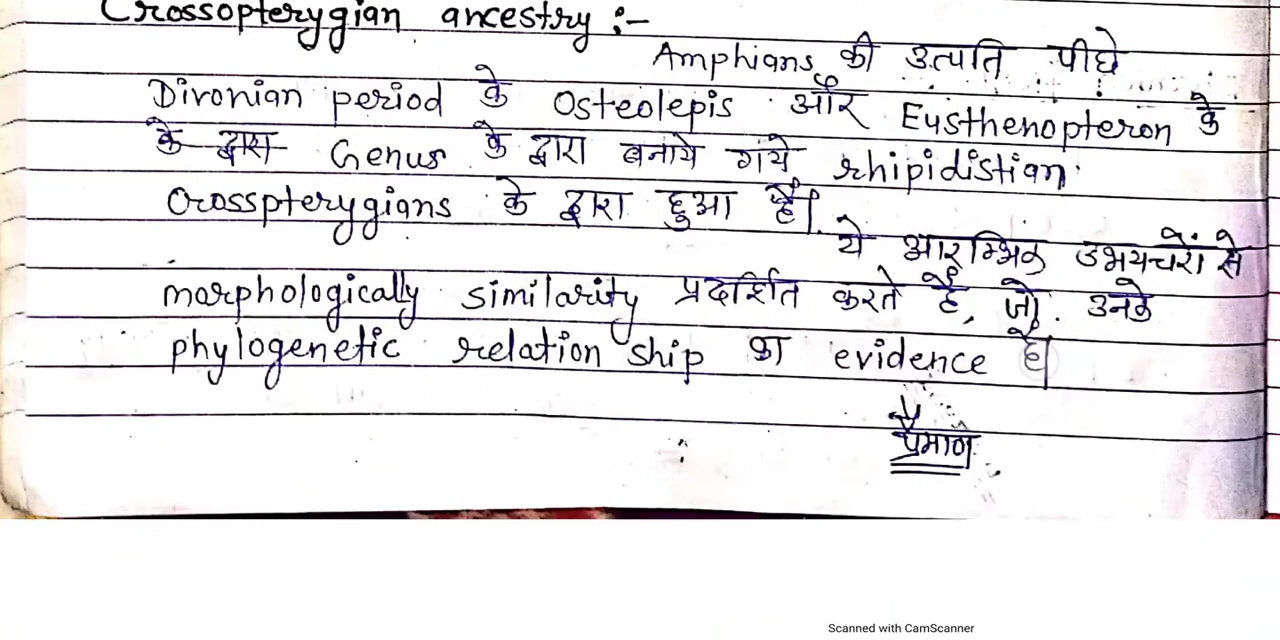 Crossopterygian ancestry :-
Amphians की उत्पति पीछे
Divonian period के Osteolepis और Eusthenopteron के
के द्वारा Genus के द्वारा बनाये गये rhipidistian
Crosspterygians के द्वारा हुआ है।
ये आरम्भिक उभयचरों से
morphologically similarity प्रदर्शित करते है, जो उनके
phylogenetic relation ship का evidence है।
प्रमाण
Scanned with CamScanner